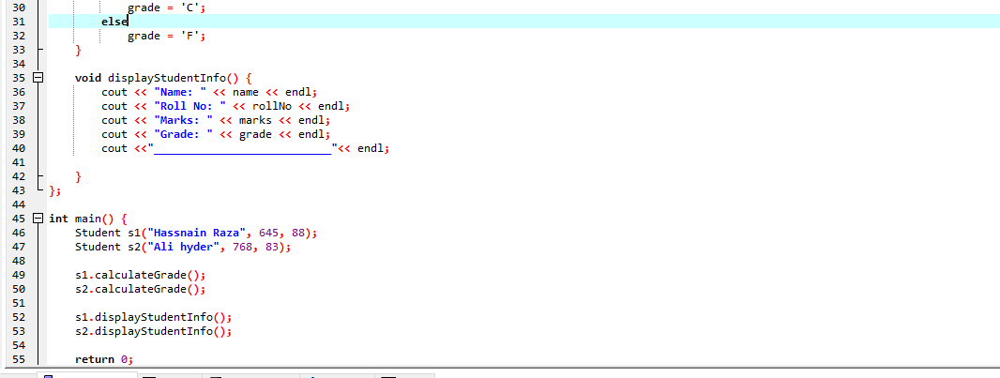 30 grade = 'C';
31 else
32 grade = 'F';
33 }
34
35 void displayStudentInfo() {
36 cout << "Name: " << name << endl;
37 cout << "Roll No: " << rollNo << endl;
38 cout << "Marks: " << marks << endl;
39 cout << "Grade: " << grade << endl;
40 cout <<"___________________________"<< endl;
41
42 }
43 };
44
45 int main() {
46 Student s1("Hassnain Raza", 645, 88);
47 Student s2("Ali hyder", 768, 83);
48
49 s1.calculateGrade();
50 s2.calculateGrade();
51
52 s1.displayStudentInfo();
53 s2.displayStudentInfo();
54
55 return 0;